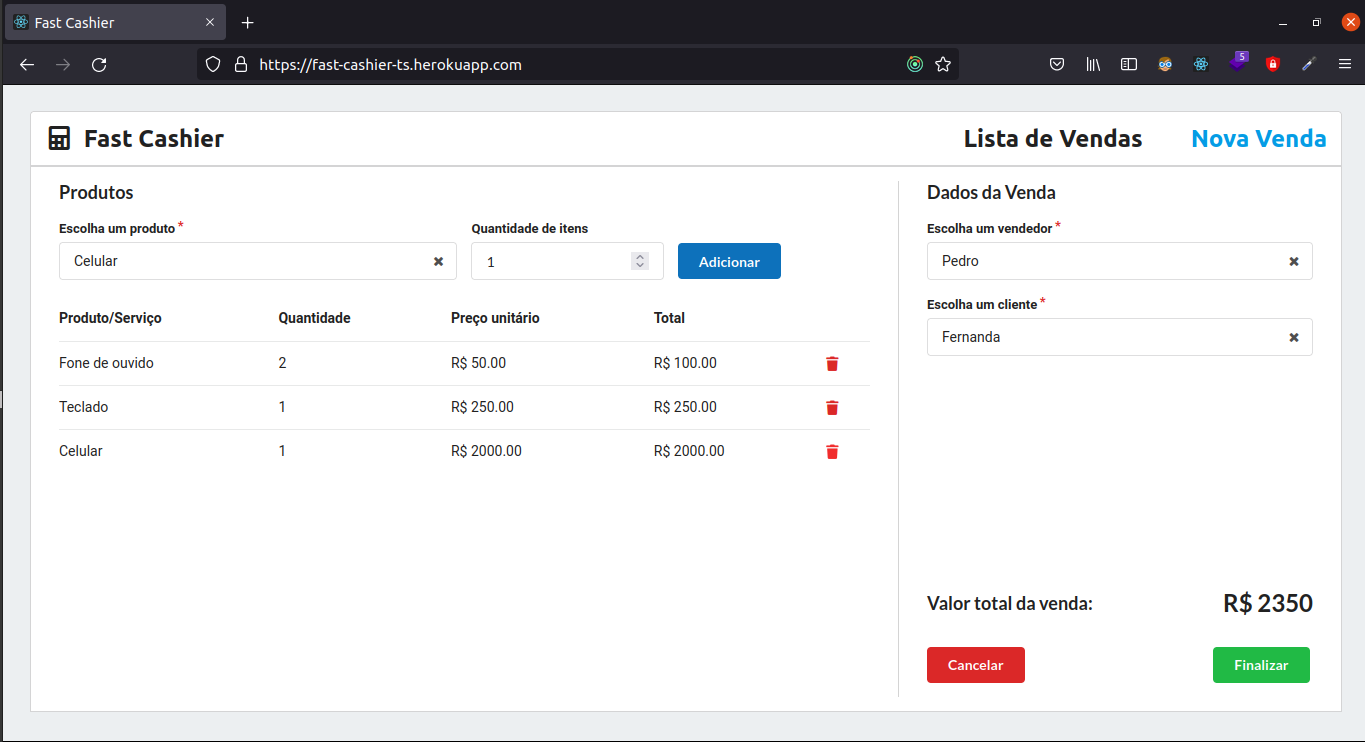 Fast Cashier
https://fast-cashier-ts.herokuapp.com
5
Fast Cashier
Lista de Vendas
Nova Venda
Produtos
Escolha um produto *
Quantidade de itens
Celular
1
Adicionar
Produto/Serviço Quantidade Preço unitário Total
Fone de ouvido 2 R$ 50.00 R$ 100.00
Teclado 1 R$ 250.00 R$ 250.00
Celular 1 R$ 2000.00 R$ 2000.00
Dados da Venda
Escolha um vendedor *
Pedro
Escolha um cliente *
Fernanda
Valor total da venda: R$ 2350
Cancelar
Finalizar